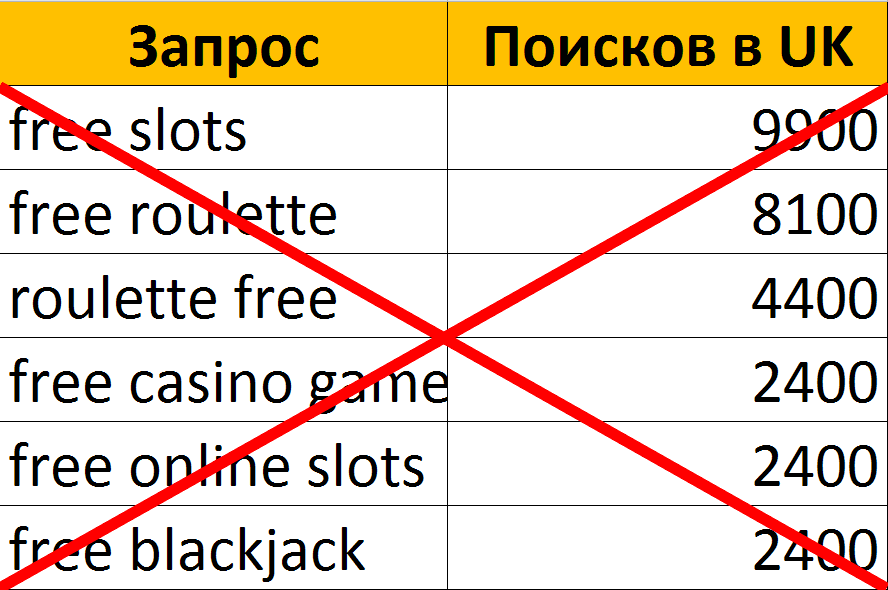 Запрос Поисков в UK
free slots 9900
free roulette 8100
roulette free 4400
free casino game 2400
free online slots 2400
free blackjack 2400